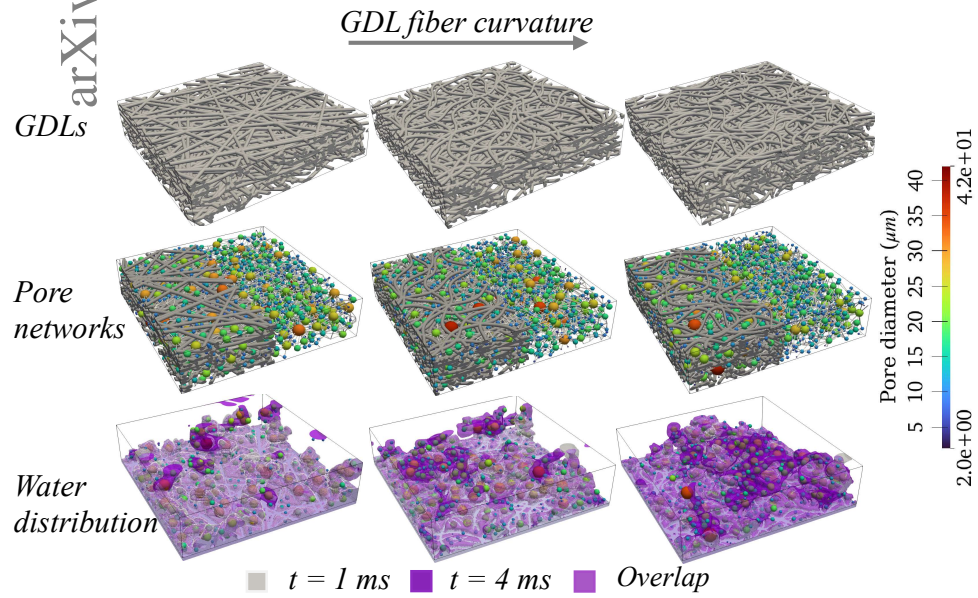 arXiv
GDL fiber curvature
GDLs
Pore
networks
Water
distribution
Pore diameter (μm)
40
35
30
25
20
15
10
5
4.2e+01
2.0e+00
t = 1 ms
t = 4 ms
Overlap